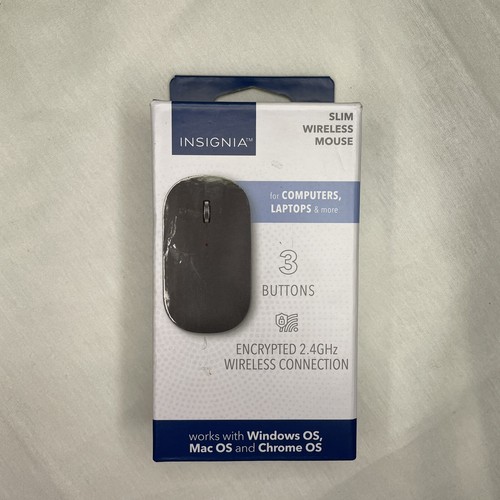 INSIGNIA™
SLIM
WIRELESS
MOUSE
for COMPUTERS,
LAPTOPS & more
3
BUTTONS
ENCRYPTED 2.4GHz
WIRELESS CONNECTION
works with Windows OS,
Mac OS and Chrome OS